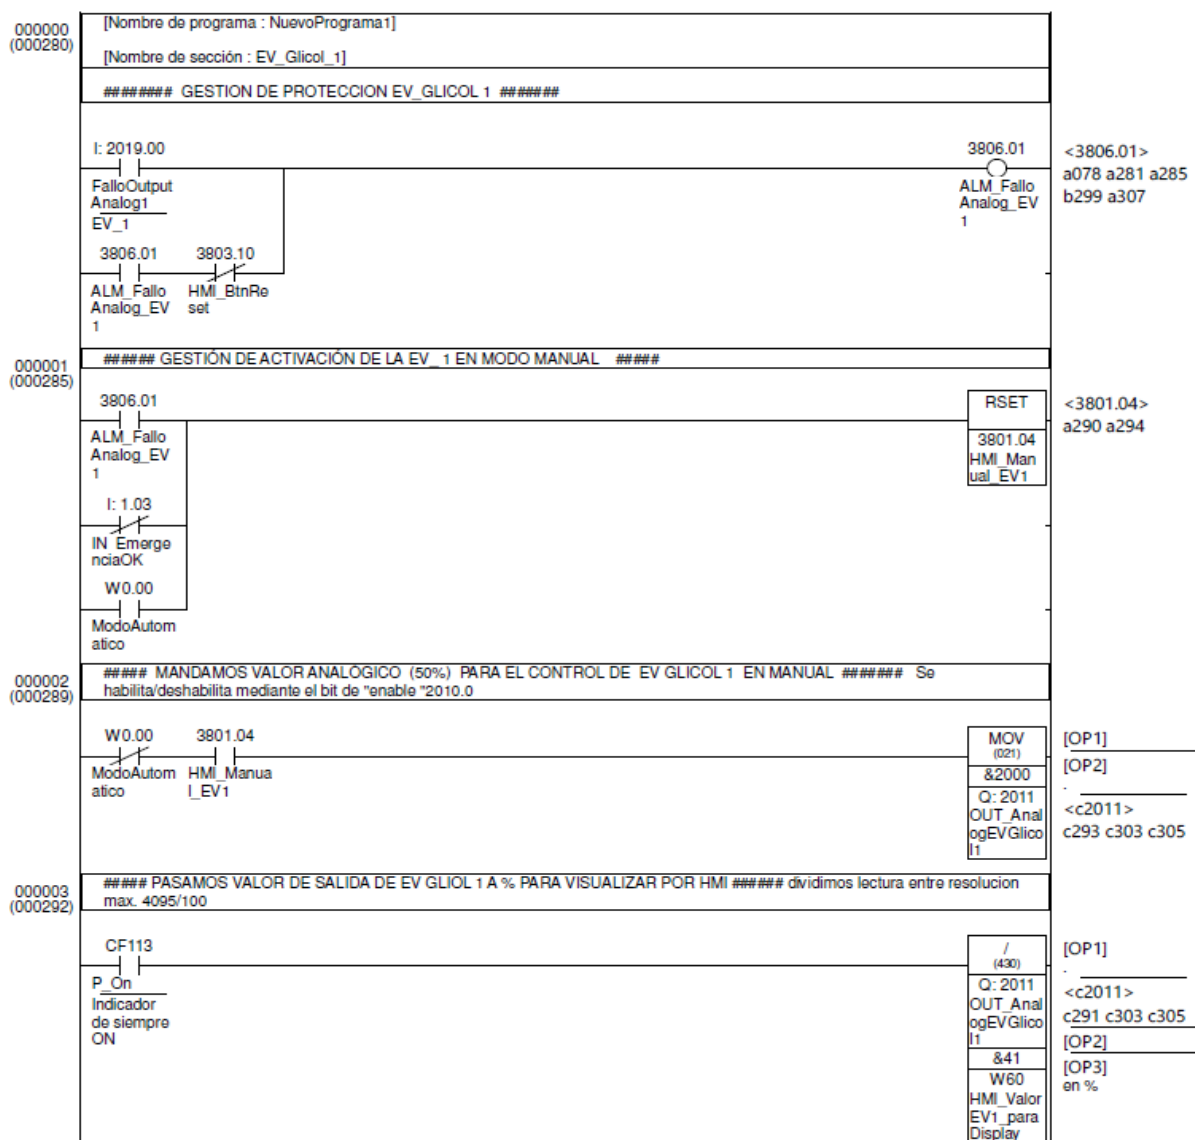 000000
(000280)
[Nombre de programa : NuevoPrograma1]
[Nombre de sección : EV_Glicol_1]
######## GESTION DE PROTECCION EV_GLICOL 1 #######
I: 2019.00
FalloOutput
Analog1
EV_1
3806.01
ALM_Fallo
Analog_EV
1
<3806.01>
a078 a281 a285
b299 a307
3806.01
ALM_Fallo
Analog_EV
1
3803.10
HMI_BtnRe
set
000001
(000285)
###### GESTIÓN DE ACTIVACIÓN DE LA EV_ 1 EN MODO MANUAL #####
3806.01
ALM_Fallo
Analog_EV
1
RSET
3801.04
HMI_Man
ual_EV1
<3801.04>
a290 a294
I: 1.03
IN_Emerge
nciaOK
W0.00
ModoAutom
atico
000002
(000289)
##### MANDAMOS VALOR ANALÓGICO (50%) PARA EL CONTROL DE EV GLICOL 1 EN MANUAL ####### Se
habilita/deshabilita mediante el bit de "enable "2010.0
W0.00
ModoAutom
atico
3801.04
HMI_Manua
l_EV1
MOV
(021)
&2000
Q: 2011
OUT_Anal
ogEVGlico
l1
[OP1]
[OP2]
.
<c2011>
c293 c303 c305
000003
(000292)
##### PASAMOS VALOR DE SALIDA DE EV GLIOL 1 A % PARA VISUALIZAR POR HMI ###### dividimos lectura entre resolucion
max. 4095/100
CF113
P_On
Indicador
de siempre
ON
/
(430)
Q: 2011
OUT_Anal
ogEVGlico
l1
&41
W60
HMI_Valor
EV1_para
Display
[OP1]
.
<c2011>
c291 c303 c305
[OP2]
[OP3]
en %